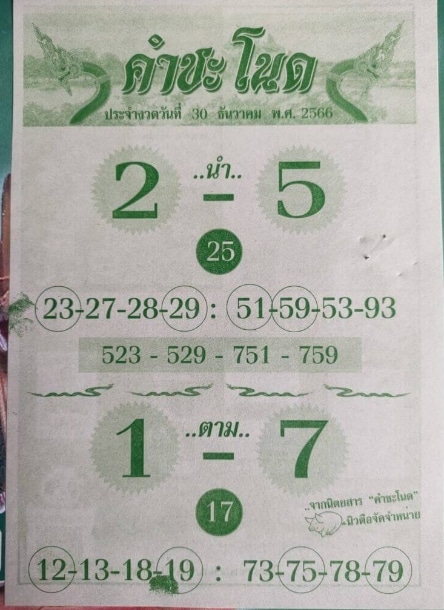 คำชะโนด
ประจำงวดวันที่ 30 ธันวาคม พ.ศ. 2566
..นำ..
2 - 5
25
23-27-28-29 : 51-59-53-93
523 - 529 - 751 - 759
..ตาม..
1 - 7
17
..จากนิตยสาร "คำชะโนด"
-มิวคือจัดจำหน่าย
12-13-18-19 : 73-75-78-79